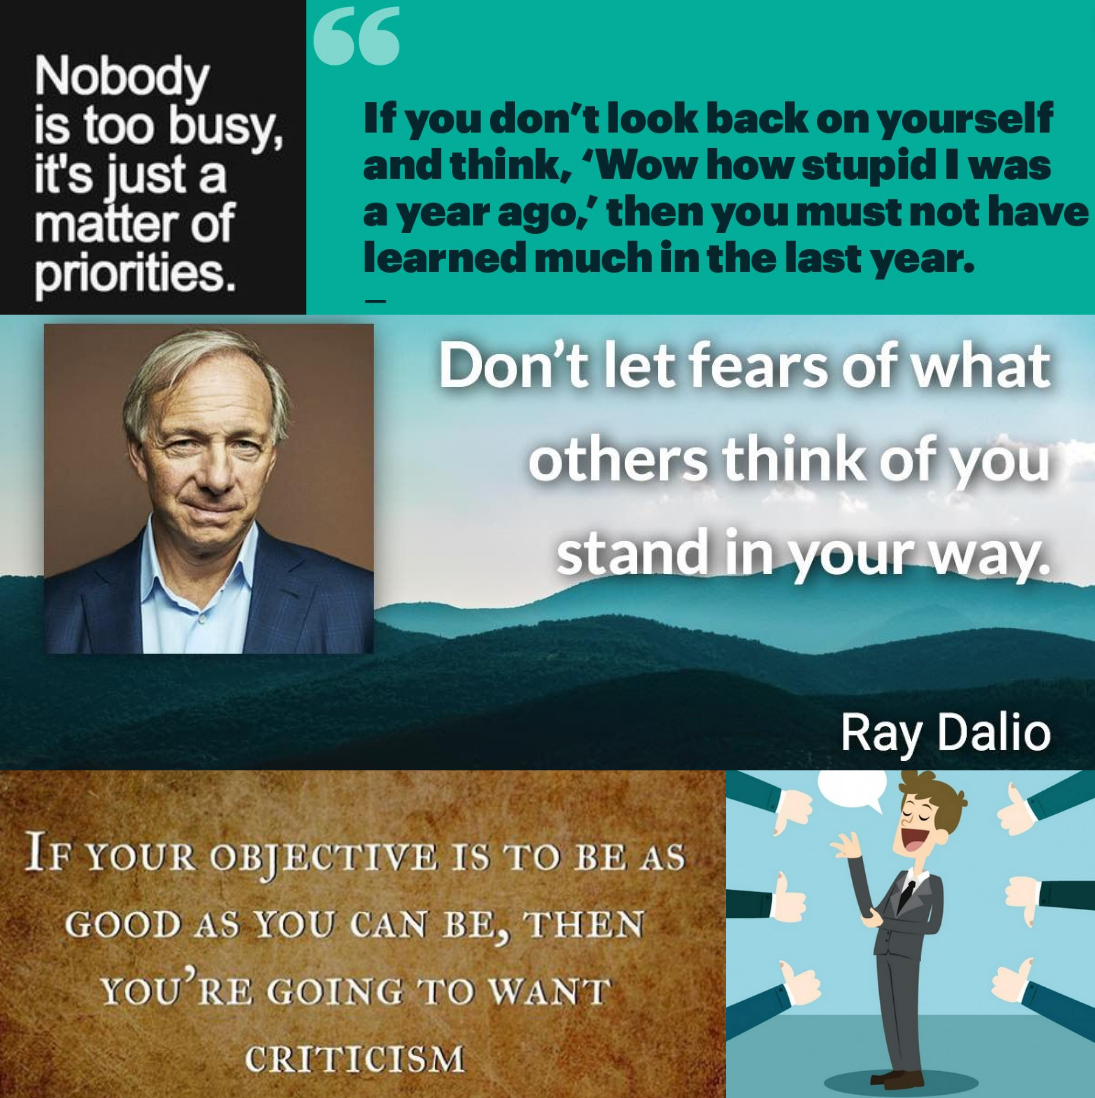 Nobody
is too busy,
it's just a
matter of
priorities.
“
If you don’t look back on yourself
and think, ‘Wow how stupid I was
a year ago,’ then you must not have
learned much in the last year.
—
Don’t let fears of what
others think of you
stand in your way.
Ray Dalio
If your objective is to be as
good as you can be, then
you’re going to want
criticism